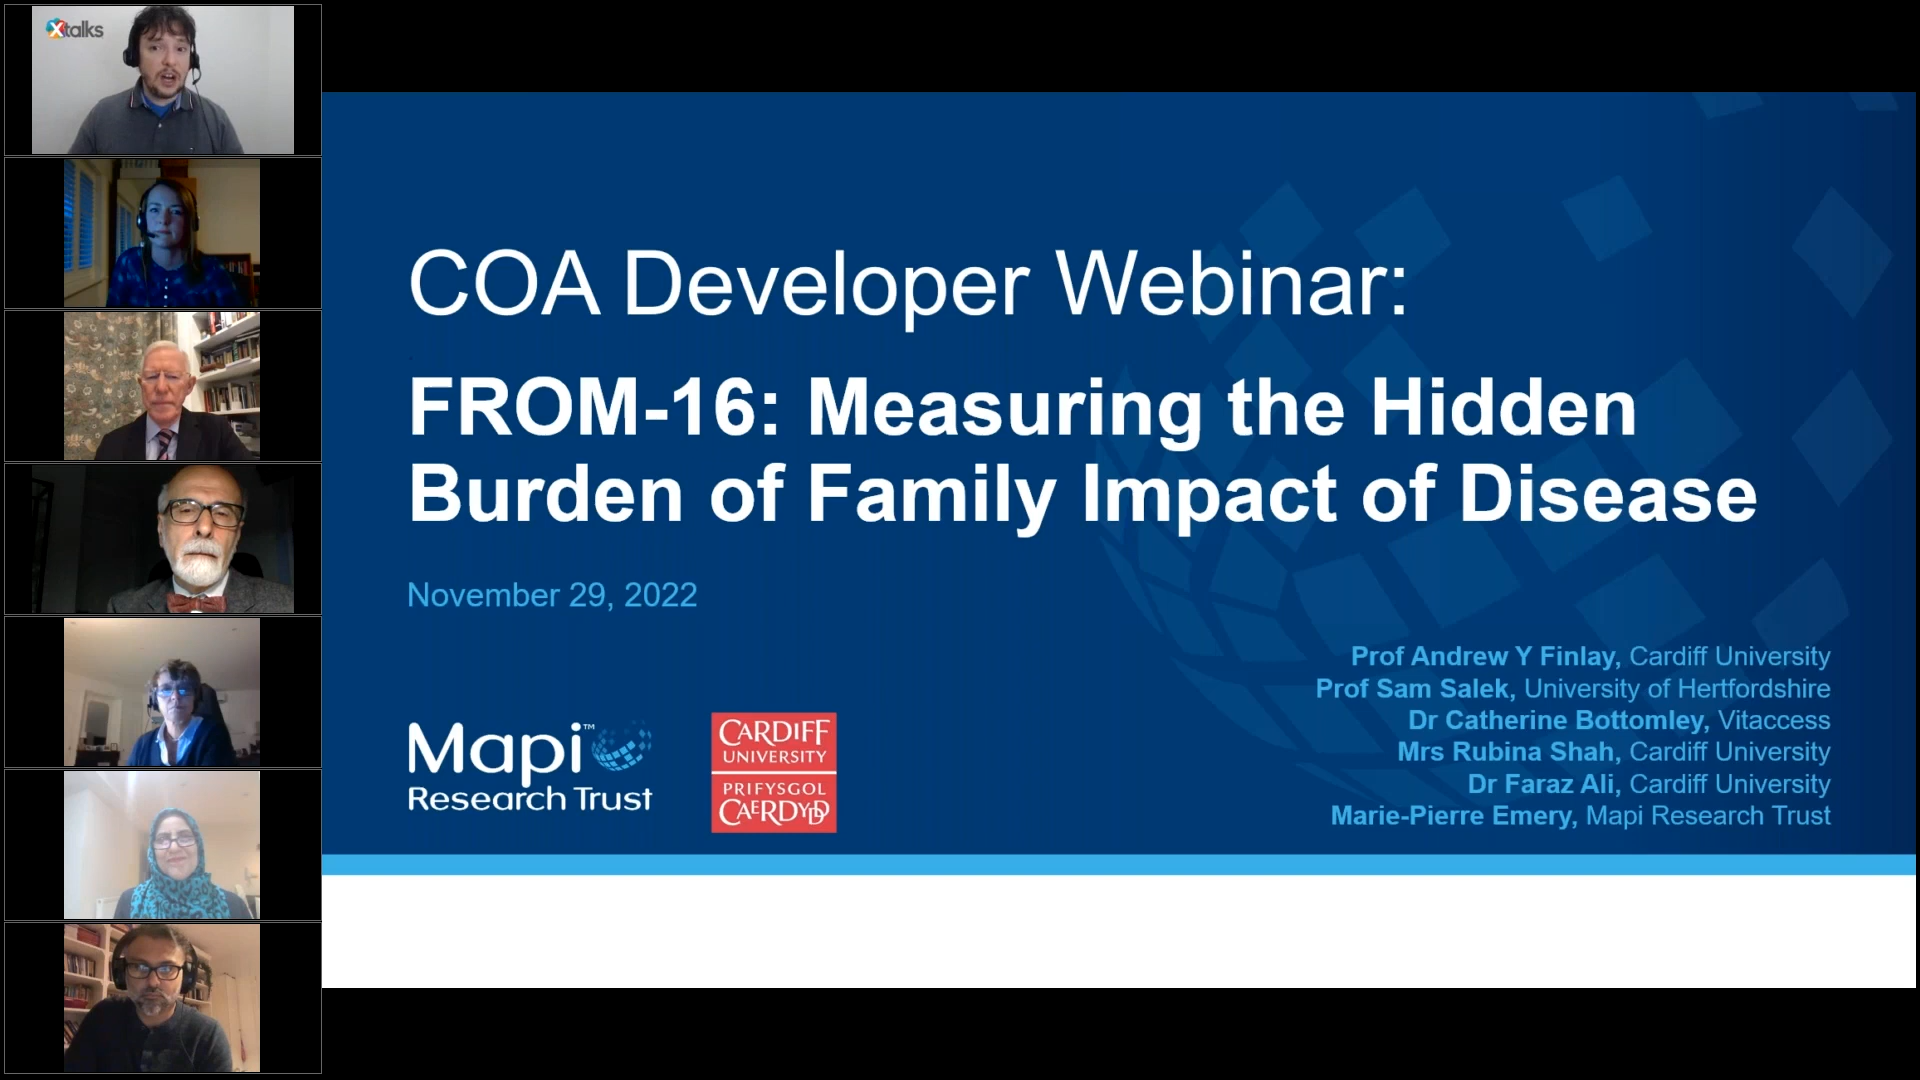 Xtalks
COA Developer Webinar:
FROM-16: Measuring the Hidden
Burden of Family Impact of Disease
November 29, 2022
Prof Andrew Y Finlay, Cardiff University
Prof Sam Salek, University of Hertfordshire
Dr Catherine Bottomley, Vitaccess
Mrs Rubina Shah, Cardiff University
Dr Faraz Ali, Cardiff University
Marie-Pierre Emery, Mapi Research Trust
Mapi™
Research Trust
CARDIFF
UNIVERSITY
PRIFYSGOL
CAERDYDD